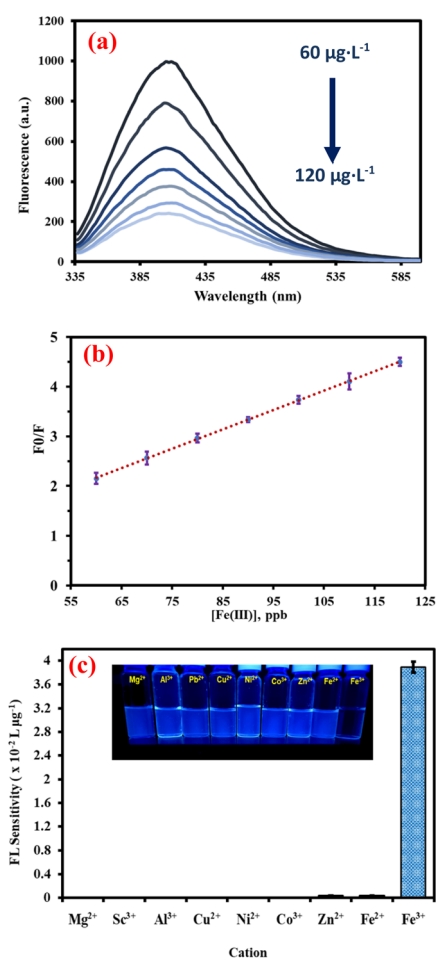 (a)
60 µg·L⁻¹
120 µg·L⁻¹
Fluorescence (a.u.)
1200
1000
800
600
400
200
0
335 385 435 485 535 585
Wavelength (nm)
(b)
F0/F
5
4
3
2
1
0
55 65 75 85 95 105 115 125
[Fe(III)], ppb
(c)
Mg²⁺ Al³⁺ Pb²⁺ Cu²⁺ Ni²⁺ Co³⁺ Zn²⁺ Fe²⁺ Fe³⁺
FL Sensitivity ( x 10⁻² L µg⁻¹)
4
3.6
3.2
2.8
2.4
2
1.6
1.2
0.8
0.4
0
Mg²⁺ Sc³⁺ Al³⁺ Cu²⁺ Ni²⁺ Co³⁺ Zn²⁺ Fe²⁺ Fe³⁺
Cation